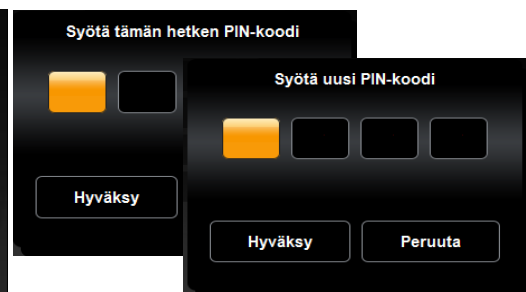 Syötä tämän hetken PIN-koodi
Hyväksy
Syötä uusi PIN-koodi
Hyväksy
Peruuta